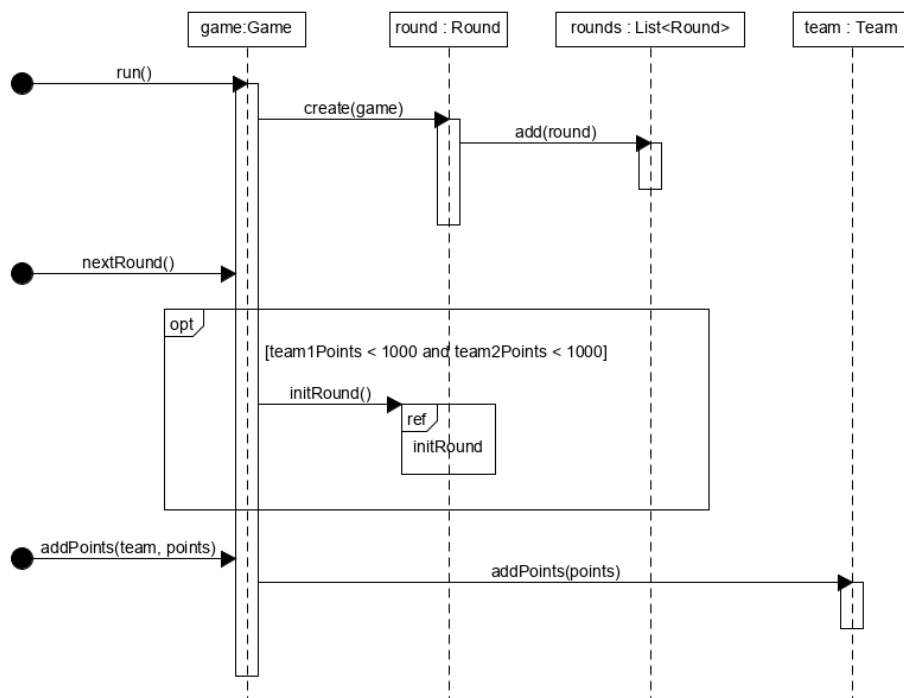 game:Game
round : Round
rounds : List<Round>
team : Team
run()
create(game)
add(round)
nextRound()
opt
[team1Points < 1000 and team2Points < 1000]
initRound()
ref
initRound
addPoints(team, points)
addPoints(points)